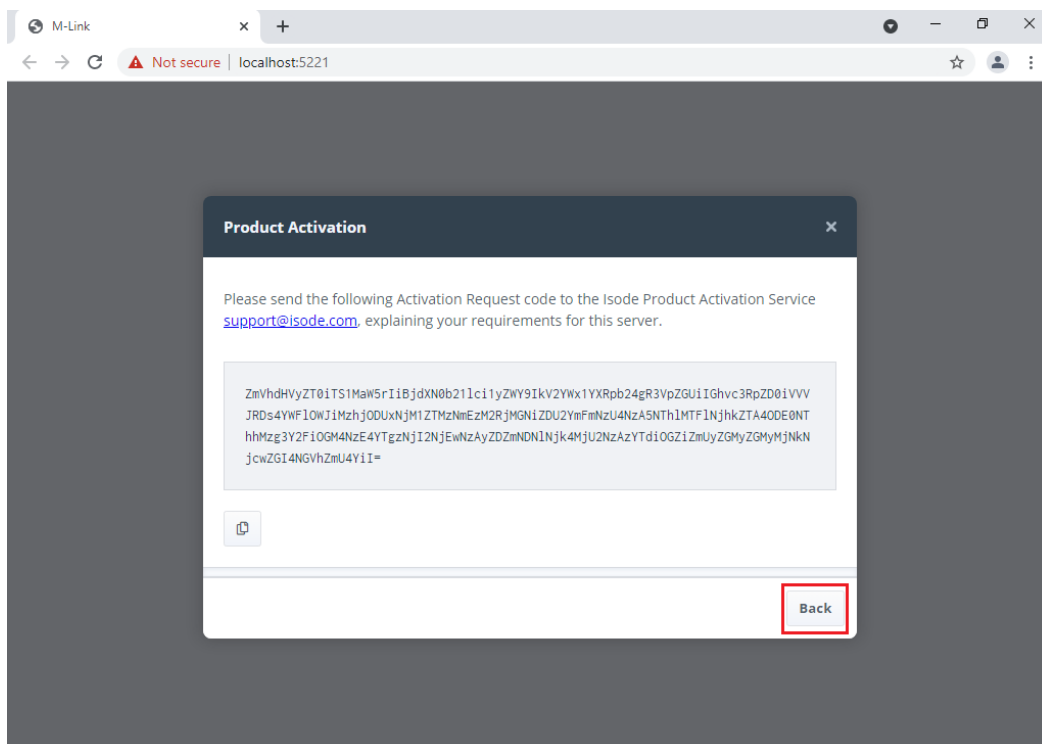 M-Link
Not secure | localhost:5221
Product Activation
Please send the following Activation Request code to the Isode Product Activation Service
support@isode.com, explaining your requirements for this server.
ZmVhdHVyZT0iTS1MaW5rIiBjdXN0b21lci1yZWY9IkV2YWx1YXRpb24gR3VpZGUiIGhvc3RpZD0iVVV
JRDs4YWFlOWJiMzhjODUxNjM1ZTMzNmEzM2RjMGNiZDU2YmFmNzU4NzA5NThlMTFlNjhkZTA4ODE0NT
hhMzg3Y2FiOGM4NzE4YTgzNjI2NjEwNzAyZDZmNDNlNjk4MjU2NzAzYTdiOGZiZmUyZGMyZGMyMjNkN
jcwZGI4NGVhZmU4YiI=
Back